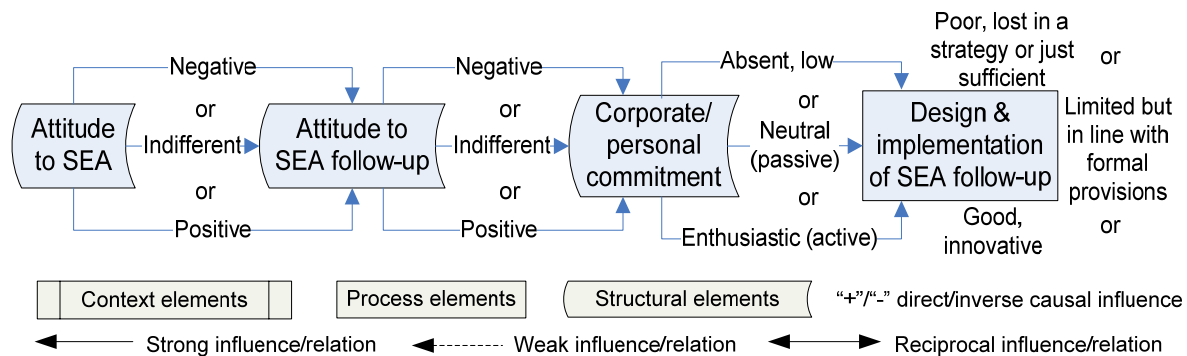 Attitude
to SEA
Negative
or
Indifferent
or
Positive
Attitude to
SEA follow-up
Negative
or
Indifferent
or
Positive
Corporate/
personal
commitment
Absent, low
or
Neutral
(passive)
or
Enthusiastic (active)
Design &
implementation
of SEA follow-up
Poor, lost in a
strategy or just
sufficient
or
Limited but
in line with
formal
provisions
or
Good,
innovative
Context elements
Process elements
Structural elements
“+”/“-” direct/inverse causal influence
Strong influence/relation
Weak influence/relation
Reciprocal influence/relation